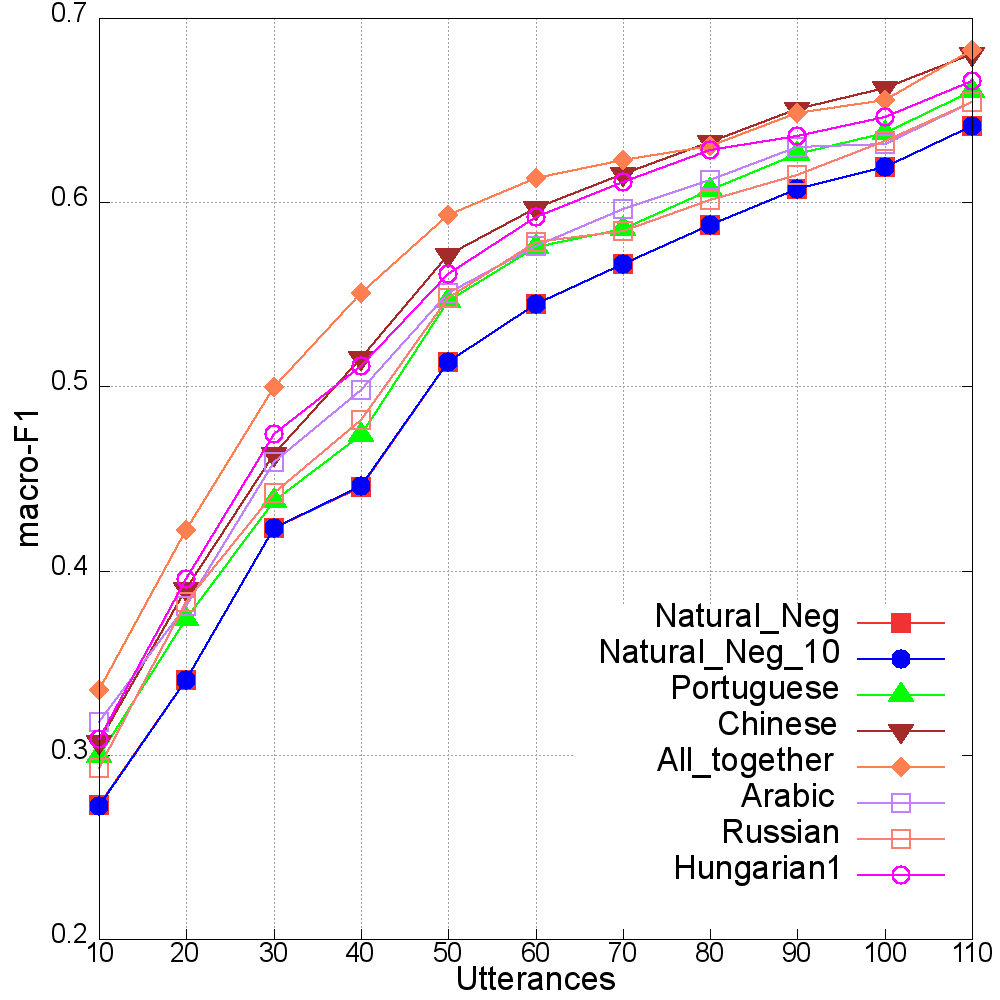 0.7
0.6
0.5
0.4
0.3
0.2
macro-F1
Natural_Neg
Natural_Neg_10
Portuguese
Chinese
All_together
Arabic
Russian
Hungarian1
10 20 30 40 50 60 70 80 90 100 110
Utterances